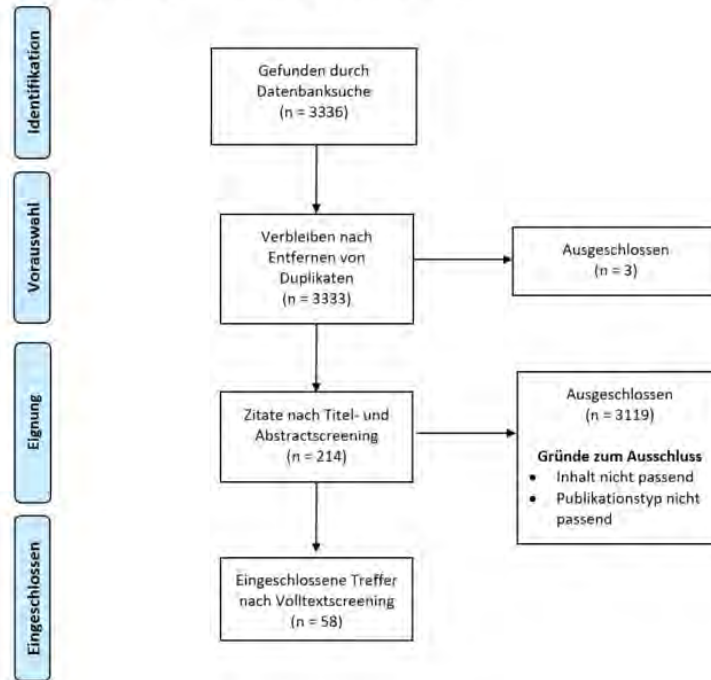 Identifikation
Gefunden durch
Datenbanksuche
(n = 3336)
Vorauswahl
Verbleiben nach
Entfernen von
Duplikaten
(n = 3333)
Ausgeschlossen
(n = 3)
Eignung
Zitate nach Titel- und
Abstractscreening
(n = 214)
Ausgeschlossen
(n = 3119)
Gründe zum Ausschluss
• Inhalt nicht passend
• Publikationstyp nicht
passend
Eingeschlossen
Eingeschlossene Treffer
nach Volltextscreening
(n = 58)